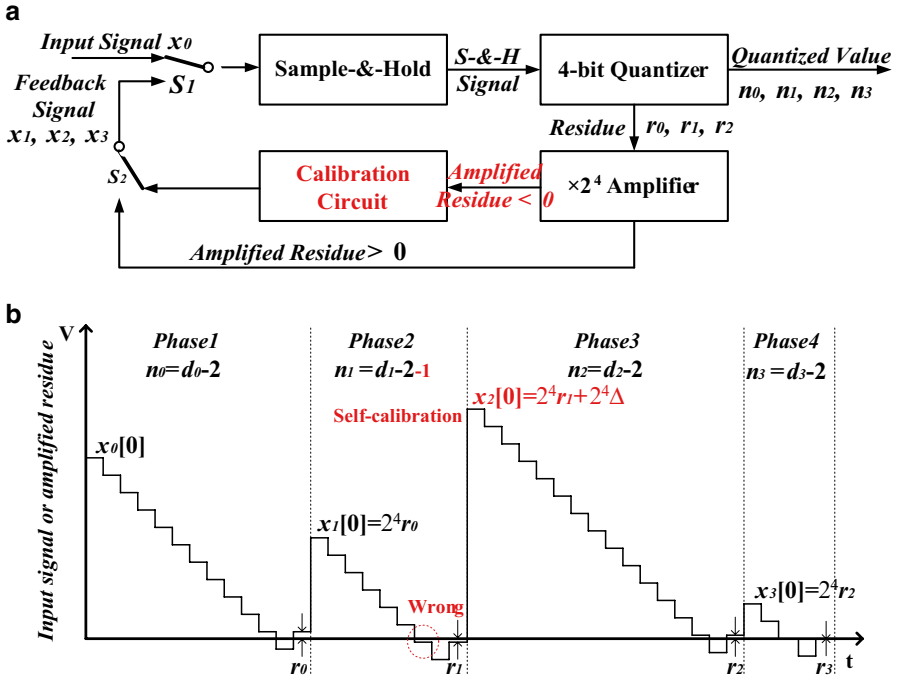 a
Input Signal x0
S1
Sample-&-Hold
S-&-H
Signal
4-bit Quantizer
Quantized Value
n0, n1, n2, n3
Feedback
Signal
x1, x2, x3
S2
Residue
r0, r1, r2
Calibration
Circuit
Amplified
Residue < 0
×2⁴ Amplifier
Amplified Residue > 0
b
V
Input signal or amplified residue
Phase1
n0=d0-2
Phase2
n1 =d1-2-1
Phase3
n2=d2-2
Phase4
n3 =d3-2
x0[0]
Self-calibration
x2[0]=2⁴r1+2⁴Δ
x1[0]=2⁴r0
Wrong
x3[0]=2⁴r2
r0
r1
r2
r3
t